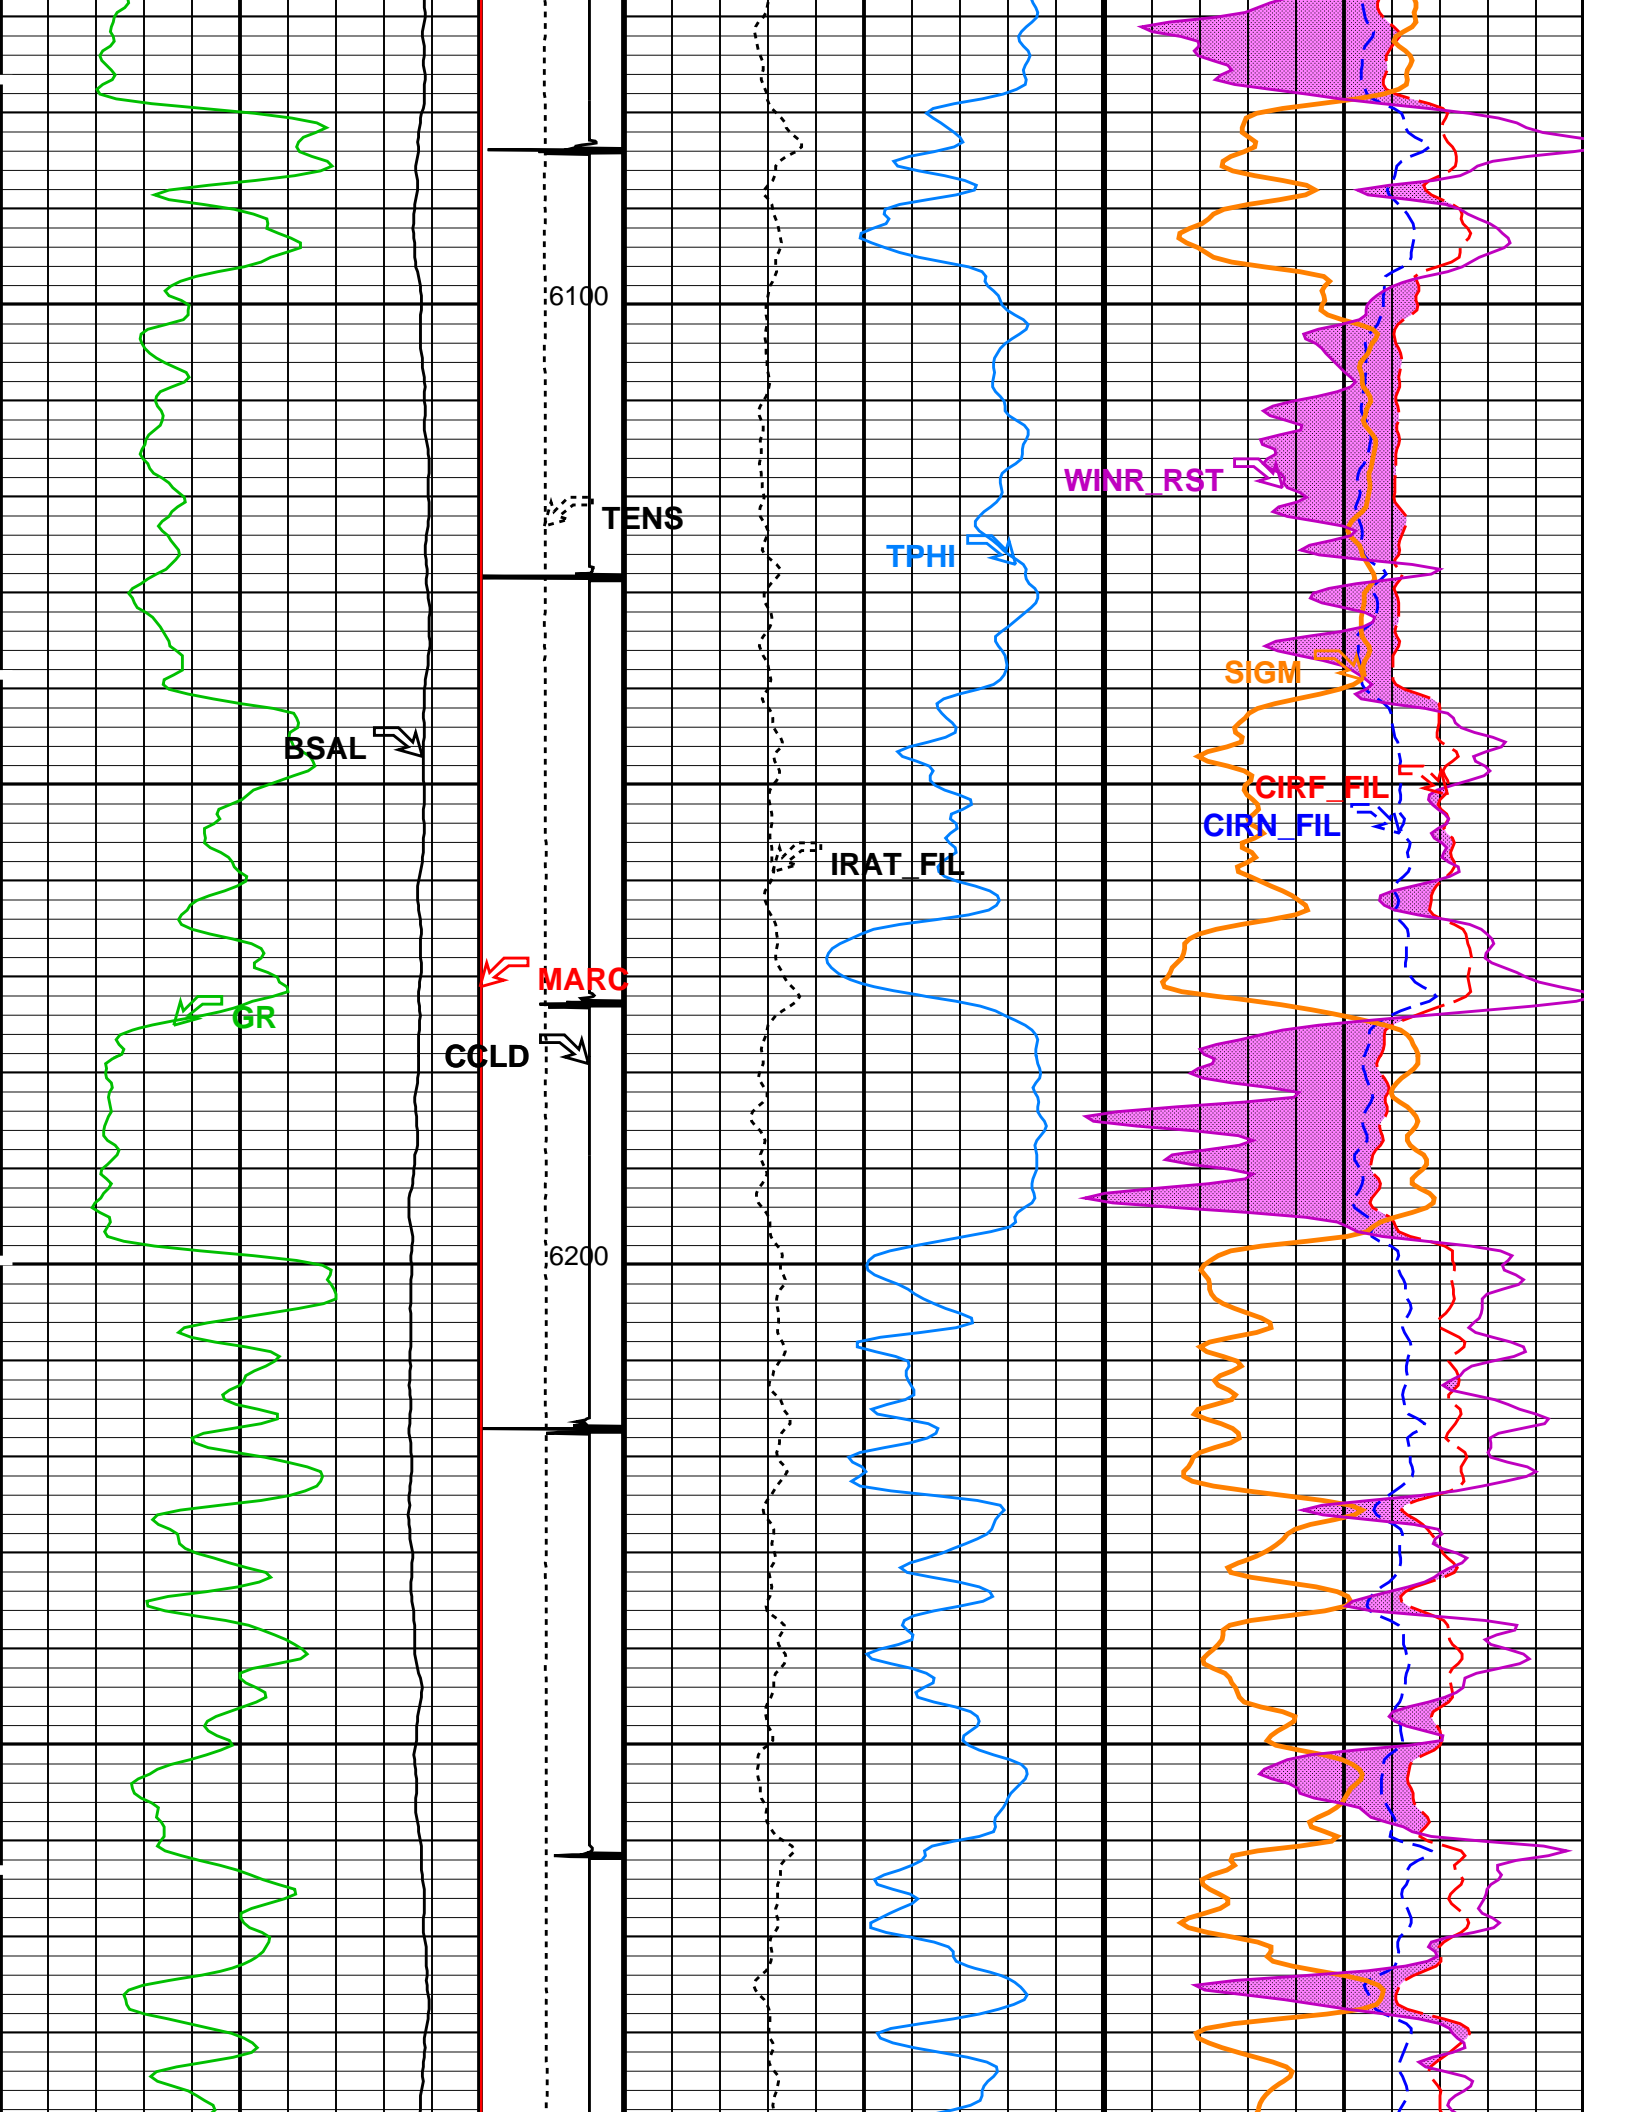 6100
WINR_RST
TENS
TPHI
SIGM
BSAL
CIRF_FIL
CIRN_FIL
IRAT_FIL
MARC
GR
CCLD
6200